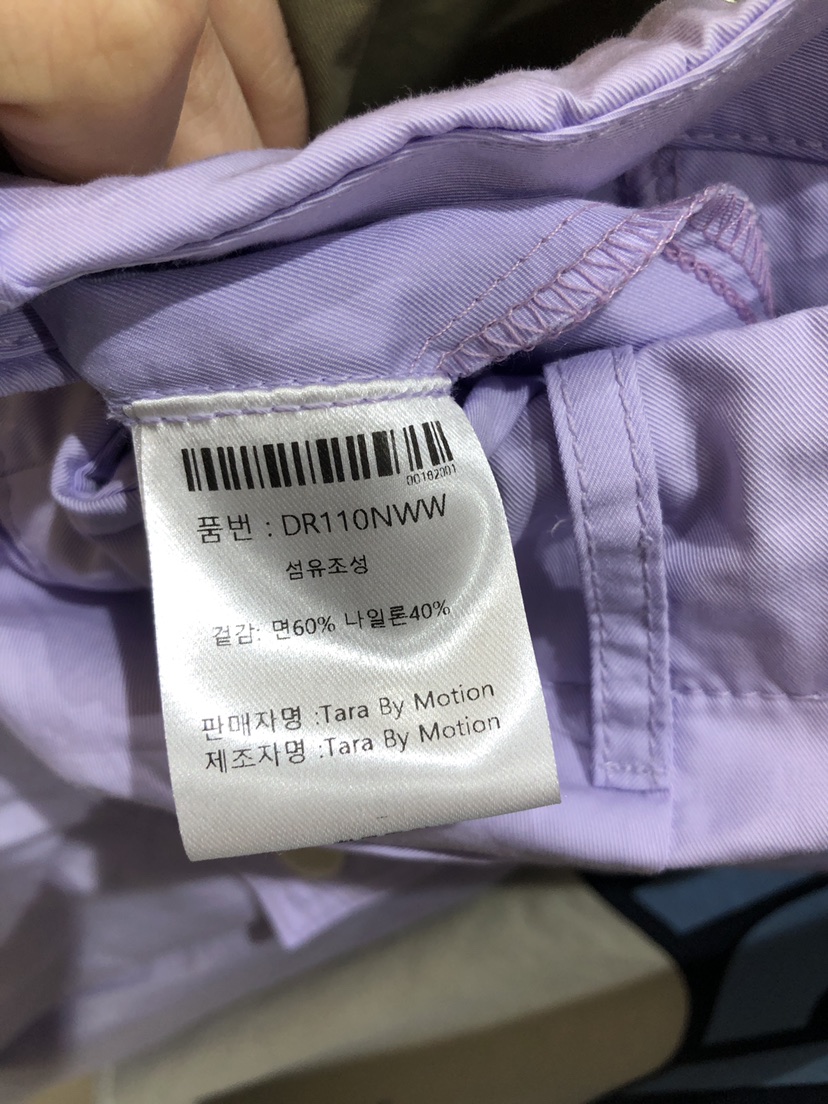 00182001
품번 : DR110NWW
섬유조성
겉감: 면60% 나일론40%
판매자명 :Tara By Motion
제조자명 :Tara By Motion